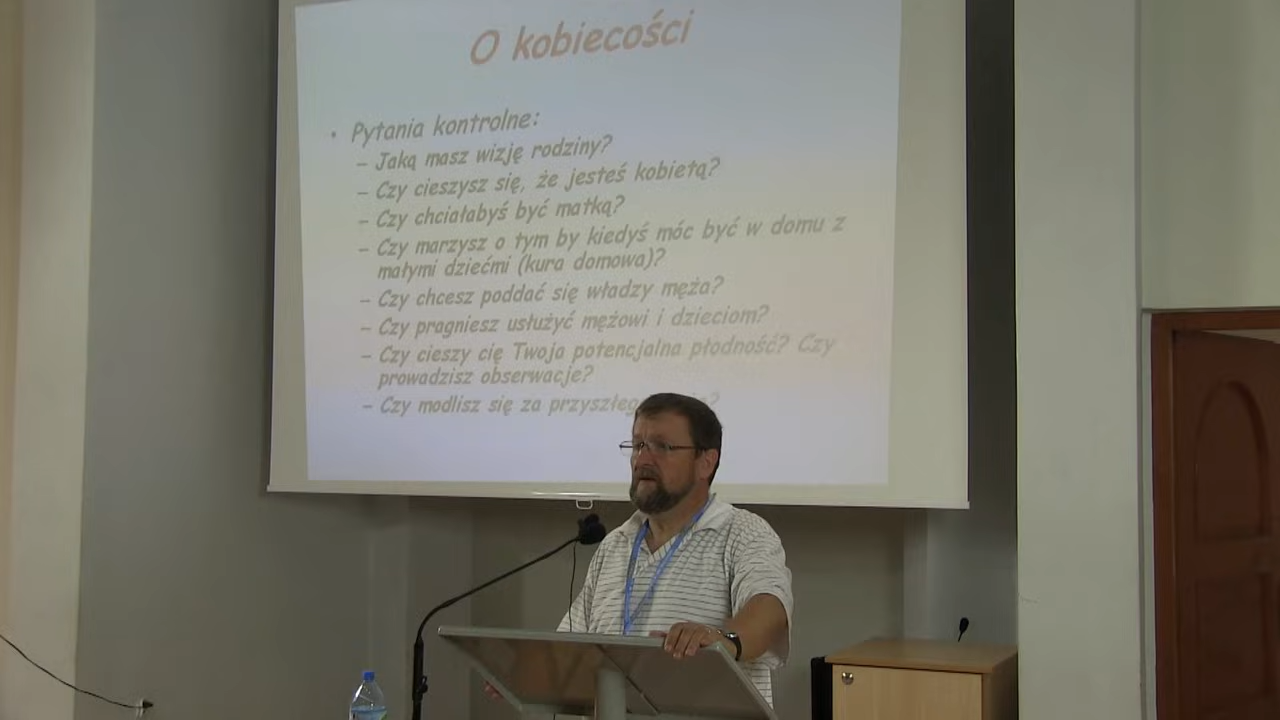 O kobiecości
• Pytania kontrolne:
– Jaką masz wizję rodziny?
– Czy cieszysz się, że jesteś kobietą?
– Czy chciałabyś być matką?
– Czy marzysz o tym by kiedyś móc być w domu z
małymi dziećmi (kura domowa)?
– Czy chcesz poddać się władzy męża?
– Czy pragniesz usłużyć mężowi i dzieciom?
– Czy cieszy cię Twoja potencjalna płodność? Czy
prowadzisz obserwacje?
– Czy modlisz się za